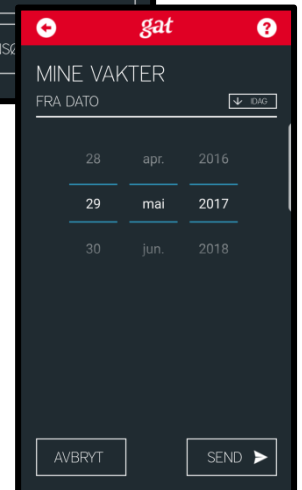 gat
?
MINE VAKTER
FRA DATO
IDAG
28 apr. 2016
29 mai 2017
30 jun. 2018
AVBRYT
SEND